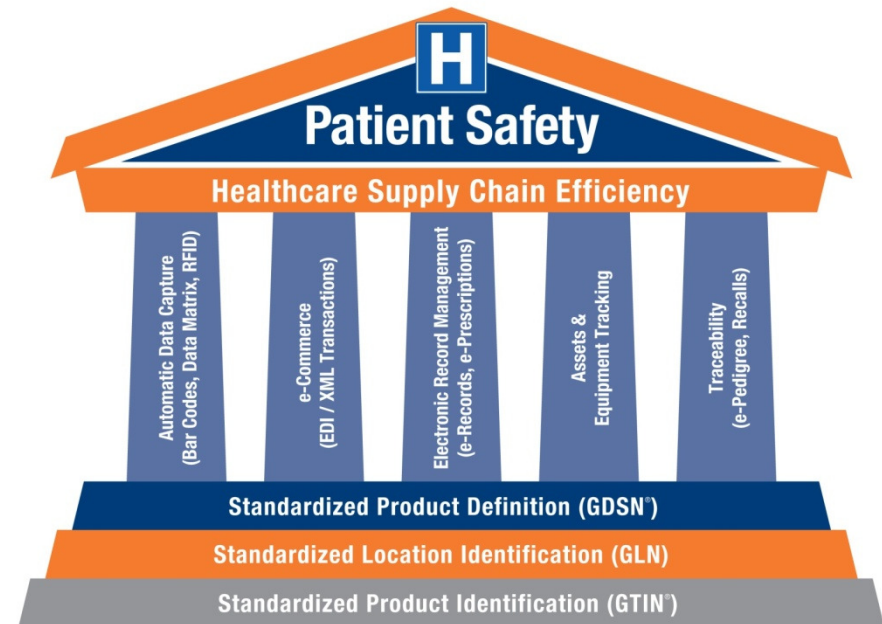 H
Patient Safety
Healthcare Supply Chain Efficiency
Automatic Data Capture
(Bar Codes, Data Matrix, RFID)
e-Commerce
(EDI / XML Transactions)
Electronic Record Management
(e-Records, e-Prescriptions)
Assets &
Equipment Tracking
Traceability
(e-Pedigree, Recalls)
Standardized Product Definition (GDSN®)
Standardized Location Identification (GLN)
Standardized Product Identification (GTIN®)